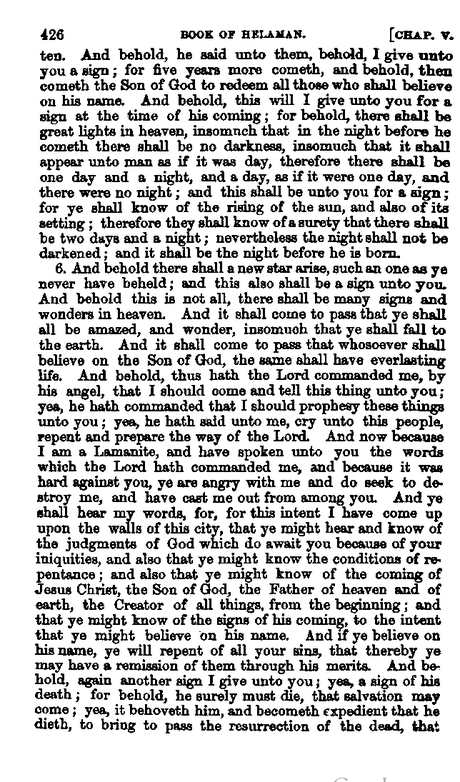 426 BOOK OF HELAMAN. [CHAP. V.
ten. And behold, he said unto them, behold, I give unto
you a sign; for five years more cometh, and behold, then
cometh the Son of God to redeem all those who shall believe
on his name. And behold, this will I give unto you for a
sign at the time of his coming; for behold, there shall be
great lights in heaven, insomuch that in the night before he
cometh there shall be no darkness, insomuch that it shall
appear unto man as if it was day, therefore there shall be
one day and a night, and a day, as if it were one day, and
there were no night; and this shall be unto you for a sign;
for ye shall know of the rising of the sun, and also of its
setting; therefore they shall know of a surety that there shall
be two days and a night; nevertheless the night shall not be
darkened; and it shall be the night before he is born.
6. And behold there shall a new star arise, such an one as ye
never have beheld; and this also shall be a sign unto you.
And behold this is not all, there shall be many signs and
wonders in heaven. And it shall come to pass that ye shall
all be amazed, and wonder, insomuch that ye shall fall to
the earth. And it shall come to pass that whosoever shall
believe on the Son of God, the same shall have everlasting
life. And behold, thus hath the Lord commanded me, by
his angel, that I should come and tell this thing unto you;
yea, he hath commanded that I should prophesy these things
unto you; yea, he hath said unto me, cry unto this people,
repent and prepare the way of the Lord. And now because
I am a Lamanite, and have spoken unto you the words
which the Lord hath commanded me, and because it was
hard against you, ye are angry with me and do seek to de-
stroy me, and have cast me out from among you. And ye
shall hear my words, for, for this intent I have come up
upon the walls of this city, that ye might hear and know of
the judgments of God which do await you because of your
iniquities, and also that ye might know the conditions of re-
pentance; and also that ye might know of the coming of
Jesus Christ, the Son of God, the Father of heaven and of
earth, the Creator of all things, from the beginning; and
that ye might know of the signs of his coming, to the intent
that ye might believe on his name. And if ye believe on
his name, ye will repent of all your sins, that thereby ye
may have a remission of them through his merits. And be-
hold, again another sign I give unto you; yea, a sign of his
death; for behold, he surely must die, that salvation may
come; yea, it behoveth him, and becometh expedient that he
dieth, to bring to pass the resurrection of the dead, that